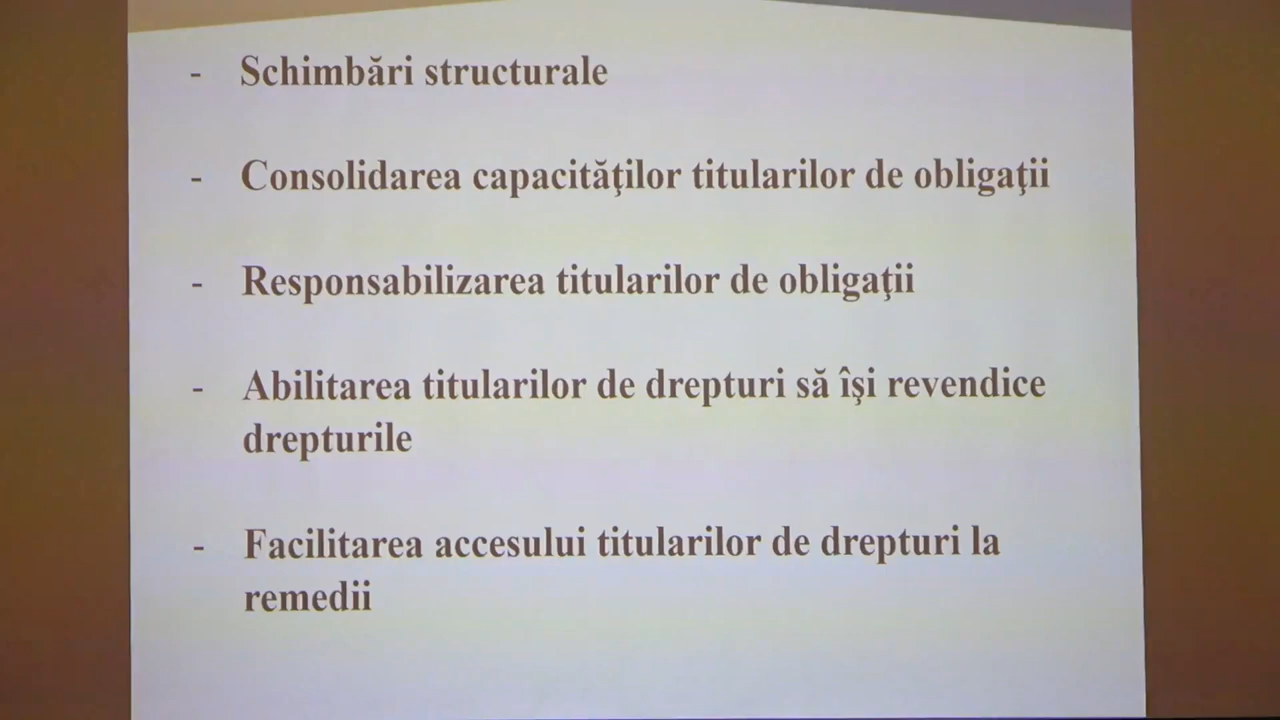 - Schimbări structurale
- Consolidarea capacităţilor titularilor de obligaţii
- Responsabilizarea titularilor de obligaţii
- Abilitarea titularilor de drepturi să îşi revendice
drepturile
- Facilitarea accesului titularilor de drepturi la
remedii